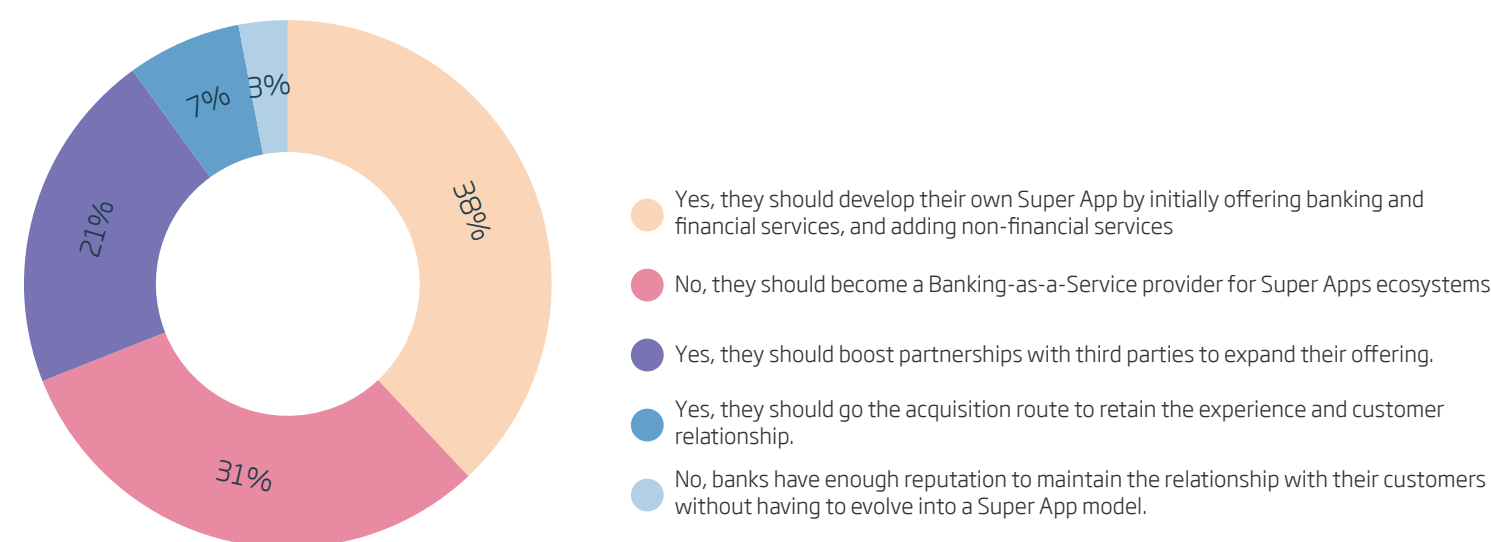 3%
7%
38%
21%
31%
Yes, they should develop their own Super App by initially offering banking and
financial services, and adding non-financial services
No, they should become a Banking-as-a-Service provider for Super Apps ecosystems
Yes, they should boost partnerships with third parties to expand their offering.
Yes, they should go the acquisition route to retain the experience and customer
relationship.
No, banks have enough reputation to maintain the relationship with their customers
without having to evolve into a Super App model.